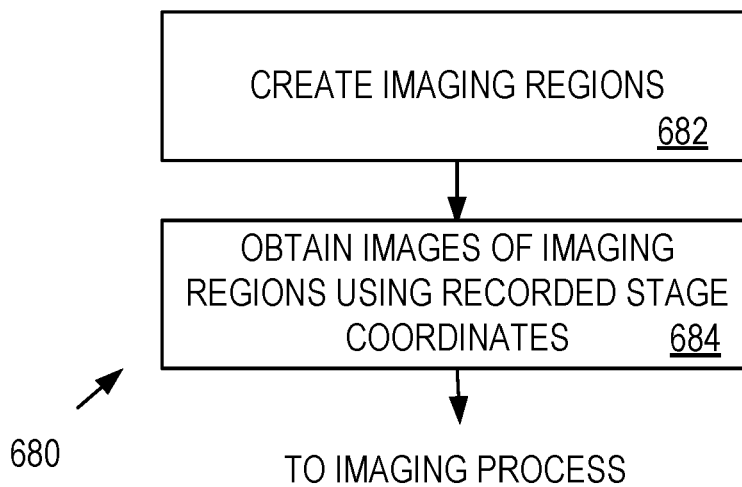 CREATE IMAGING REGIONS
682
OBTAIN IMAGES OF IMAGING
REGIONS USING RECORDED STAGE
COORDINATES 684
680
TO IMAGING PROCESS